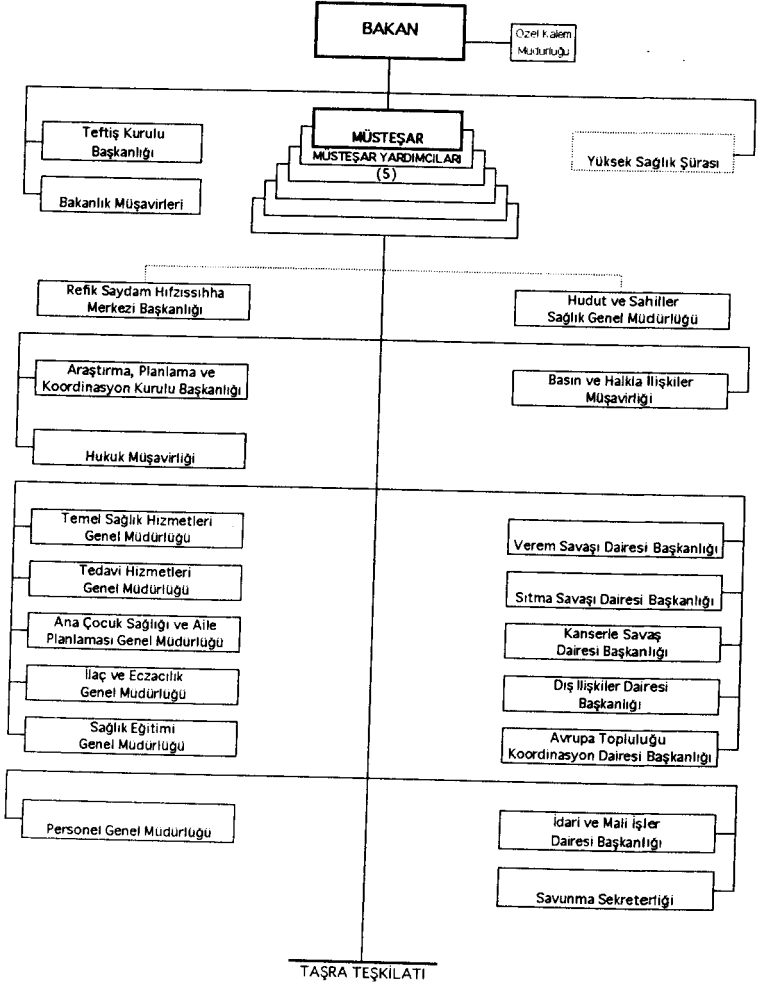 BAKAN
Özel Kalem
Müdürlüğü
Teftiş Kurulu
Başkanlığı
MÜSTEŞAR
MÜSTEŞAR YARDIMCILARI
(5)
Yüksek Sağlık Şûrası
Bakanlık Müşavirleri
Refik Saydam Hıfzıssıhha
Merkezi Başkanlığı
Hudut ve Sahiller
Sağlık Genel Müdürlüğü
Araştırma, Planlama ve
Koordinasyon Kurulu Başkanlığı
Basın ve Halkla İlişkiler
Müşavirliği
Hukuk Müşavirliği
Temel Sağlık Hizmetleri
Genel Müdürlüğü
Verem Savaşı Dairesi Başkanlığı
Tedavi Hizmetleri
Genel Müdürlüğü
Sıtma Savaşı Dairesi Başkanlığı
Ana Çocuk Sağlığı ve Aile
Planlaması Genel Müdürlüğü
Kanserle Savaş
Dairesi Başkanlığı
İlaç ve Eczacılık
Genel Müdürlüğü
Dış İlişkiler Dairesi
Başkanlığı
Sağlık Eğitimi
Genel Müdürlüğü
Avrupa Topluluğu
Koordinasyon Dairesi Başkanlığı
Personel Genel Müdürlüğü
İdari ve Mali İşler
Dairesi Başkanlığı
Savunma Sekreterliği
TAŞRA TEŞKİLATI